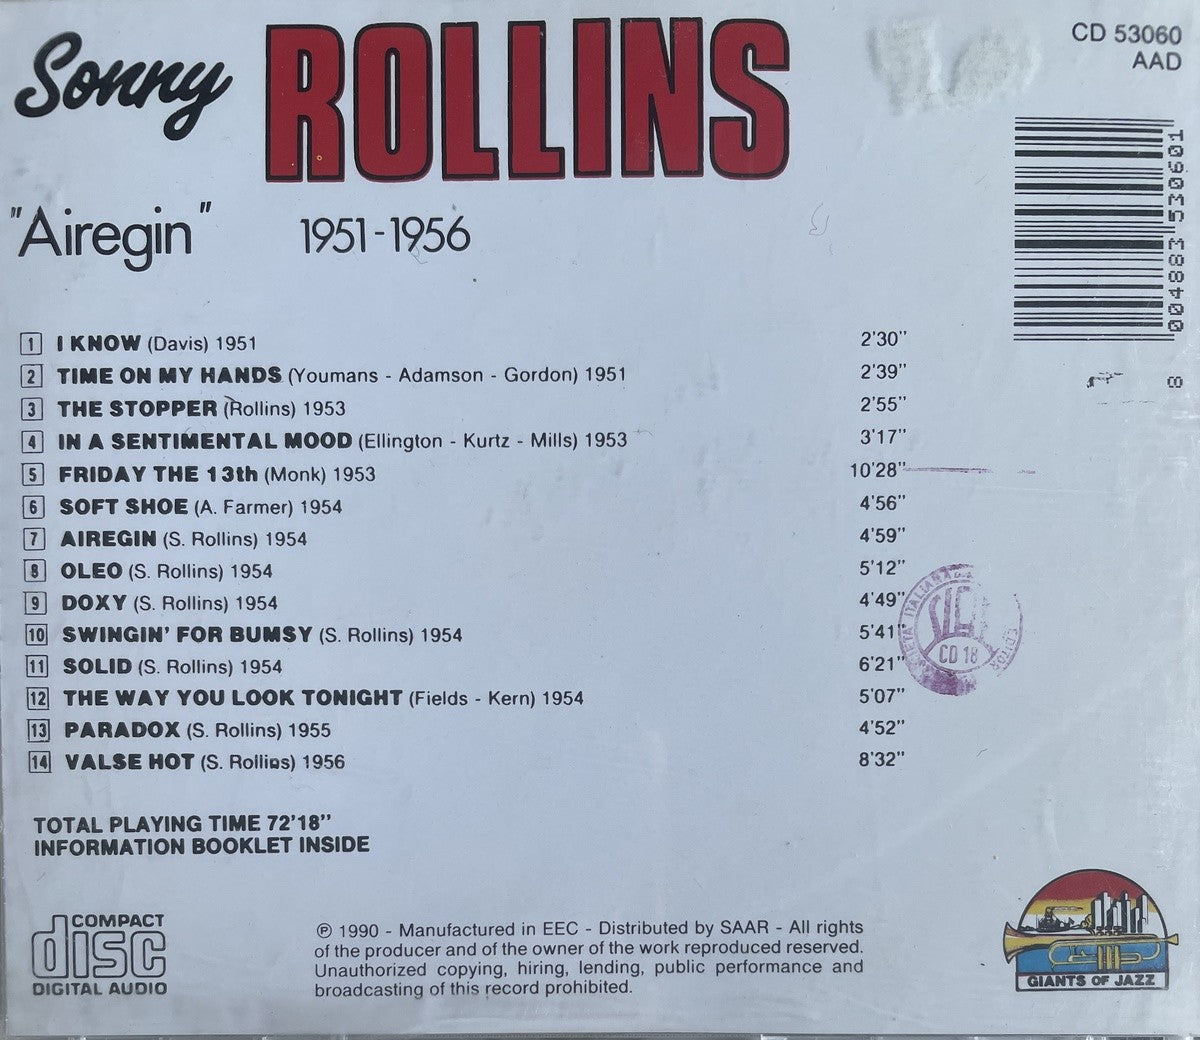 Sonny ROLLINS
CD 53060
AAD
"Airegin" 1951-1956
004883 530601
8
1 I KNOW (Davis) 1951 2'30"
2 TIME ON MY HANDS (Youmans - Adamson - Gordon) 1951 2'39"
3 THE STOPPER (Rollins) 1953 2'55"
4 IN A SENTIMENTAL MOOD (Ellington - Kurtz - Mills) 1953 3'17"
5 FRIDAY THE 13th (Monk) 1953 10'28"
6 SOFT SHOE (A. Farmer) 1954 4'56"
7 AIREGIN (S. Rollins) 1954 4'59"
8 OLEO (S. Rollins) 1954 5'12"
9 DOXY (S. Rollins) 1954 4'49"
10 SWINGIN' FOR BUMSY (S. Rollins) 1954 5'41"
11 SOLID (S. Rollins) 1954 6'21"
12 THE WAY YOU LOOK TONIGHT (Fields - Kern) 1954 5'07"
13 PARADOX (S. Rollins) 1955 4'52"
14 VALSE HOT (S. Rollins) 1956 8'32"
CD 18
TOTAL PLAYING TIME 72'18"
INFORMATION BOOKLET INSIDE
COMPACT
disc
DIGITAL AUDIO
℗ 1990 - Manufactured in EEC - Distributed by SAAR - All rights
of the producer and of the owner of the work reproduced reserved.
Unauthorized copying, hiring, lending, public performance and
broadcasting of this record prohibited.
GIANTS OF JAZZ